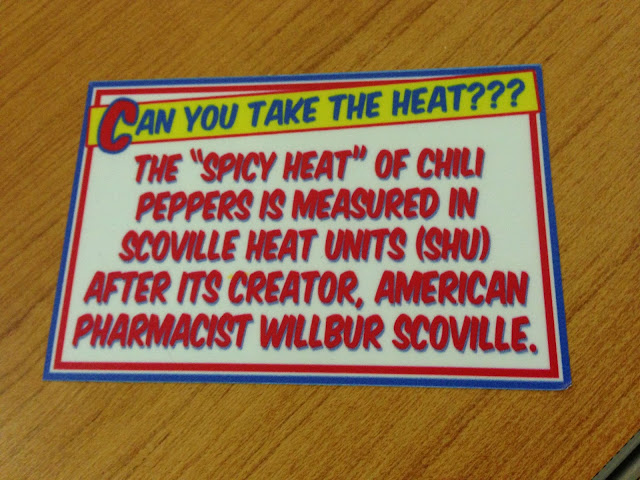 CAN YOU TAKE THE HEAT???
THE "SPICY HEAT" OF CHILI
PEPPERS IS MEASURED IN
SCOVILLE HEAT UNITS (SHU)
AFTER ITS CREATOR, AMERICAN
PHARMACIST WILLBUR SCOVILLE.